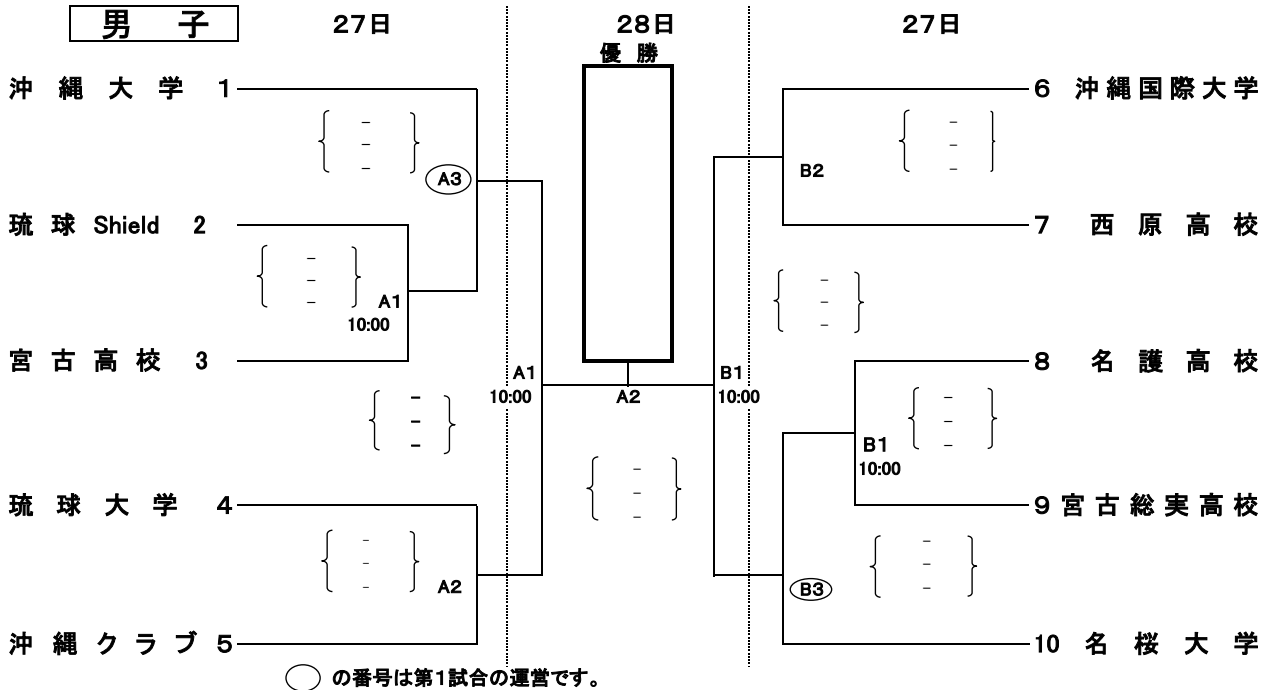 男 子
27日
28日
27日
優 勝
沖縄大学 1
6 沖縄国際大学
- - -
- - -
A3
B2
琉球 Shield 2
7 西原高校
- - -
A1
10:00
- - -
宮古高校 3
8 名護高校
A1
10:00
A2
B1
10:00
- - -
- - -
B1
10:00
- - -
琉球大学 4
9 宮古総実高校
- - -
A2
- - -
B3
沖縄クラブ 5
10 名桜大学
の番号は第1試合の運営です。